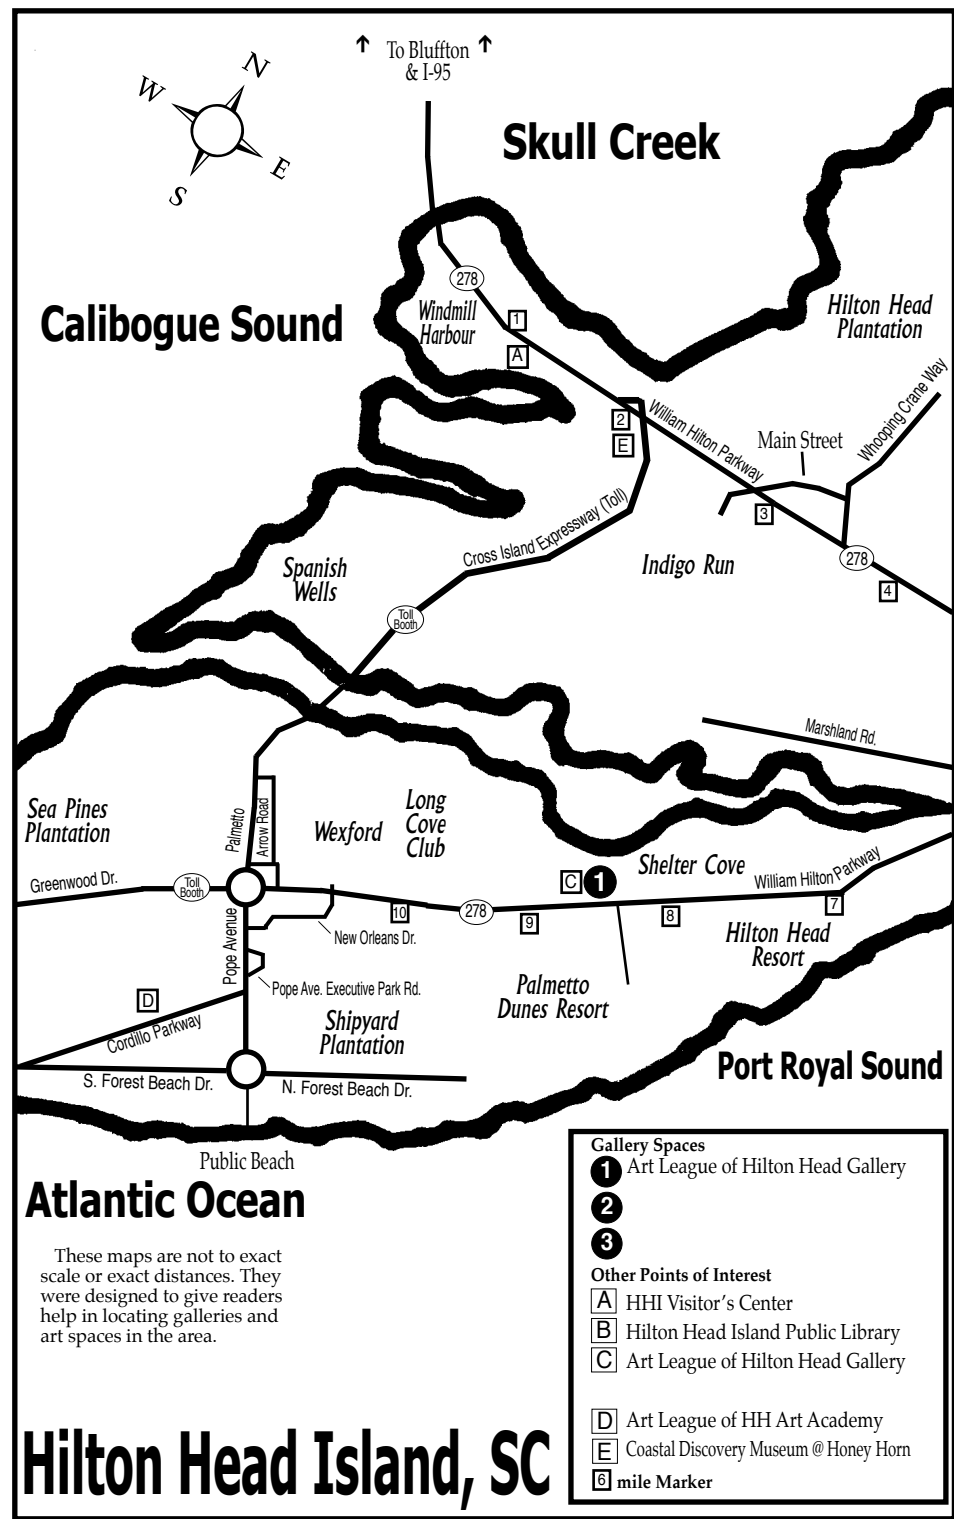 To Bluffton
& I-95
N
W
E
S
Skull Creek
278
Windmill
Harbour
Calibogue Sound
Hilton Head
Plantation
1
A
Whooping Crane Way
William Hilton Parkway
2
E
Main Street
3
Cross Island Expressway (Toll)
Indigo Run
278
4
Spanish
Wells
Toll
Booth
Marshland Rd.
Sea Pines
Plantation
Palmetto
Arrow Road
Wexford
Long
Cove
Club
Shelter Cove
William Hilton Parkway
Greenwood Dr.
Toll
Booth
C
1
10
278
9
8
7
Pope Avenue
New Orleans Dr.
Hilton Head
Resort
Pope Ave. Executive Park Rd.
Palmetto
Dunes Resort
D
Cordillo Parkway
Shipyard
Plantation
Port Royal Sound
S. Forest Beach Dr.
N. Forest Beach Dr.
Public Beach
Atlantic Ocean
These maps are not to exact
scale or exact distances. They
were designed to give readers
help in locating galleries and
art spaces in the area.
Gallery Spaces
1 Art League of Hilton Head Gallery
2
3
Other Points of Interest
A HHI Visitor's Center
B Hilton Head Island Public Library
C Art League of Hilton Head Gallery
D Art League of HH Art Academy
E Coastal Discovery Museum @ Honey Horn
6 mile Marker
Hilton Head Island, SC